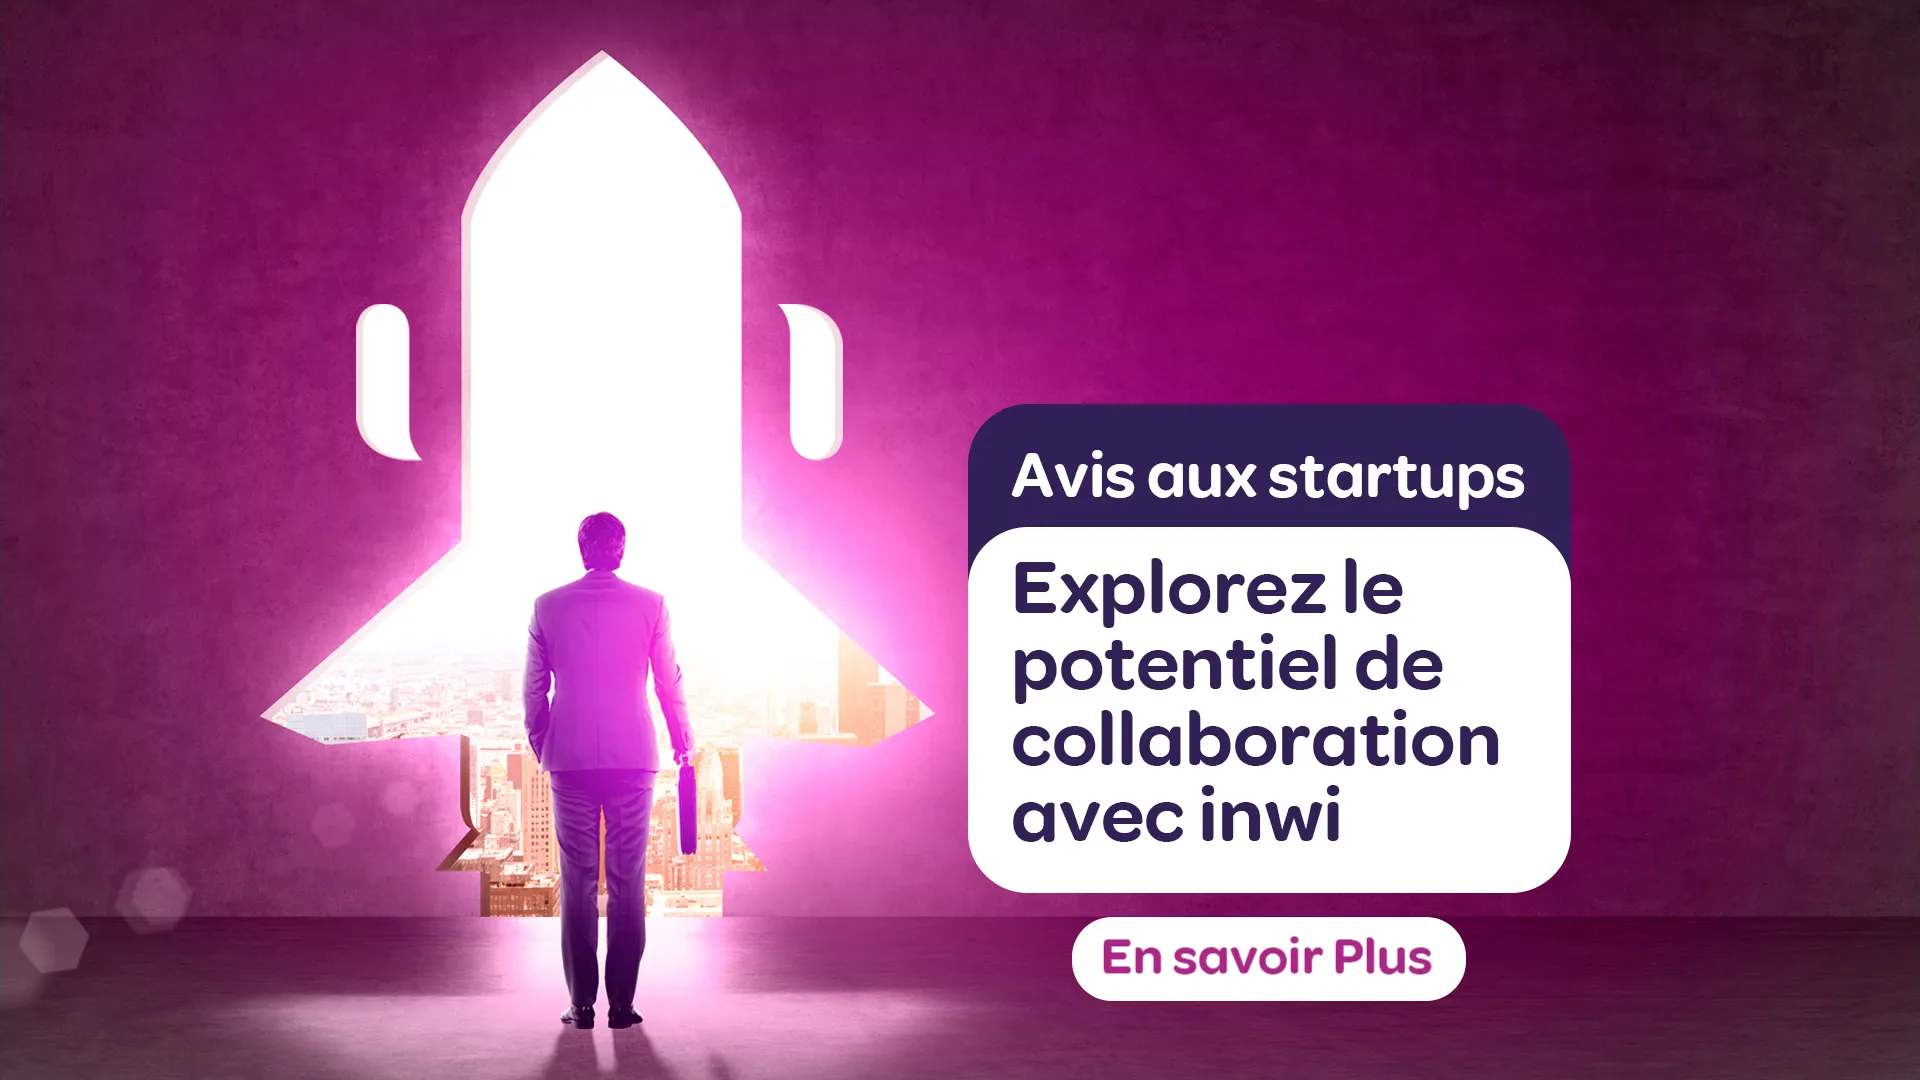 Avis aux startups
Explorez le
potentiel de
collaboration
avec inwi
En savoir Plus